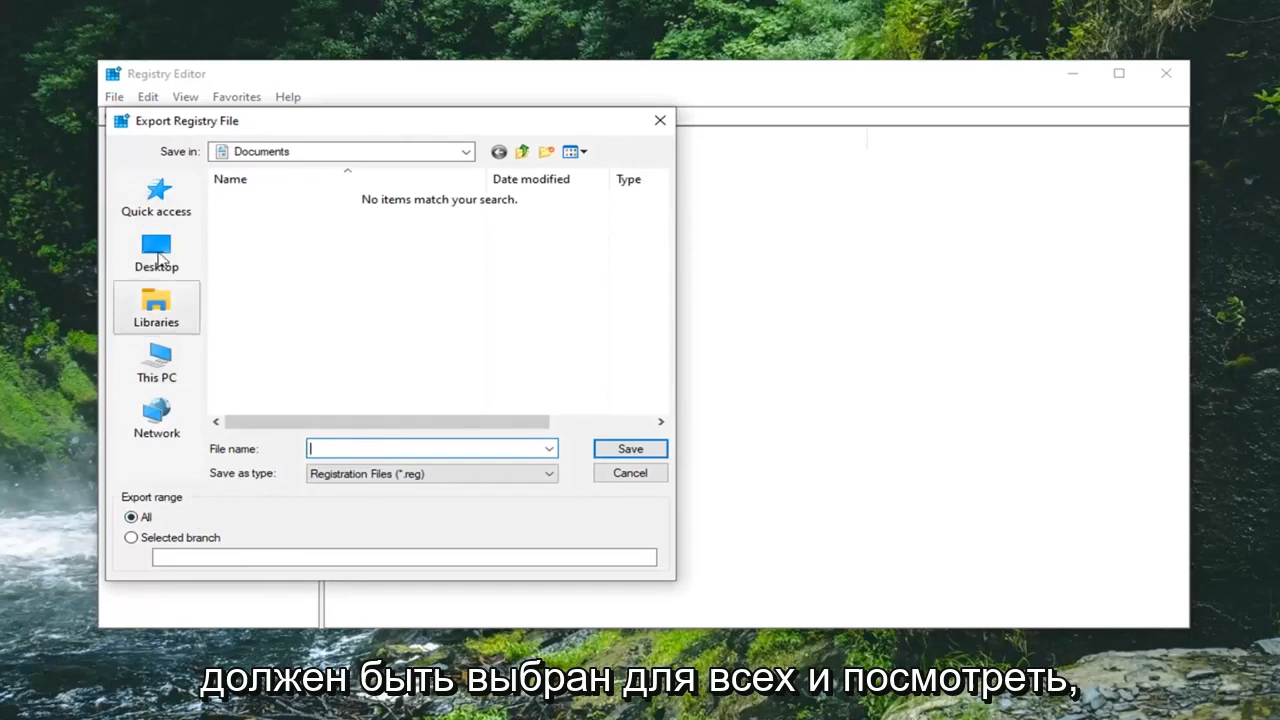 Registry Editor
File Edit View Favorites Help
Export Registry File
Save in: Documents
Name Date modified Type
No items match your search.
Quick access
Desktop
Libraries
This PC
Network
File name: Save
Save as type: Registration Files (*.reg) Cancel
Export range
All
Selected branch
должен быть выбран для всех и посмотреть,